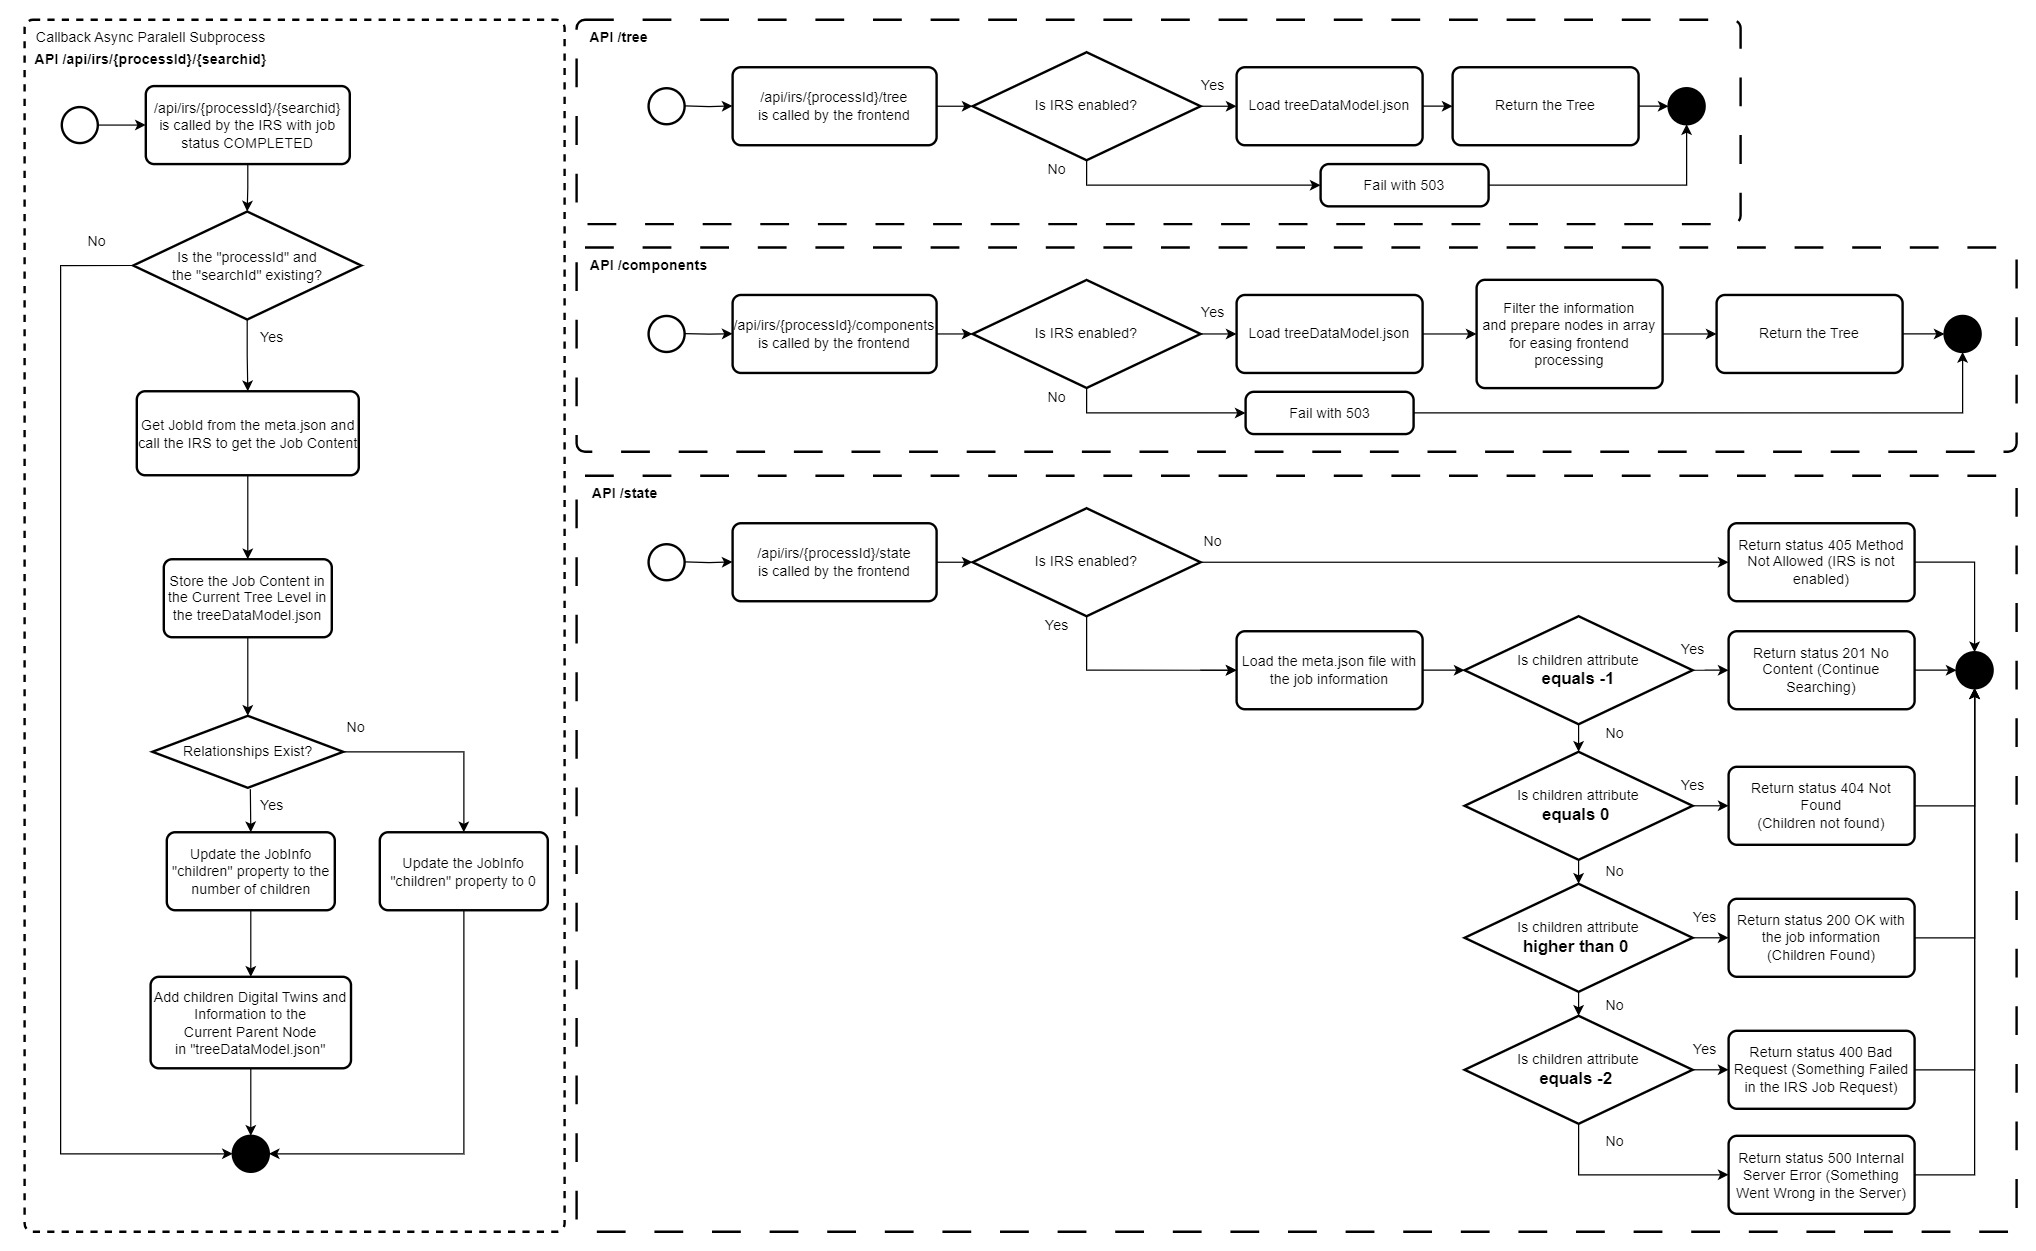 Callback Async Paralell Subprocess
API /api/irs/{processId}/{searchid}
/api/irs/{processId}/{searchid}
is called by the IRS with job
status COMPLETED
No
Is the "processId" and
the "searchId" existing?
Yes
Get JobId from the meta.json and
call the IRS to get the Job Content
Store the Job Content in
the Current Tree Level in
the treeDataModel.json
Relationships Exist?
No
Yes
Update the JobInfo
"children" property to the
number of children
Update the JobInfo
"children" property to 0
Add children Digital Twins and
Information to the
Current Parent Node
in "treeDataModel.json"
API /tree
/api/irs/{processId}/tree
is called by the frontend
Is IRS enabled?
Yes
Load treeDataModel.json
Return the Tree
No
Fail with 503
API /components
/api/irs/{processId}/components
is called by the frontend
Is IRS enabled?
Yes
Load treeDataModel.json
Filter the information
and prepare nodes in array
for easing frontend
processing
Return the Tree
No
Fail with 503
API /state
/api/irs/{processId}/state
is called by the frontend
Is IRS enabled?
No
Return status 405 Method
Not Allowed (IRS is not
enabled)
Yes
Load the meta.json file with
the job information
Is children attribute
equals -1
Yes
Return status 201 No
Content (Continue
Searching)
No
Is children attribute
equals 0
Yes
Return status 404 Not
Found
(Children not found)
No
Is children attribute
higher than 0
Yes
Return status 200 OK with
the job information
(Children Found)
No
Is children attribute
equals -2
Yes
Return status 400 Bad
Request (Something Failed
in the IRS Job Request)
No
Return status 500 Internal
Server Error (Something
Went Wrong in the Server)